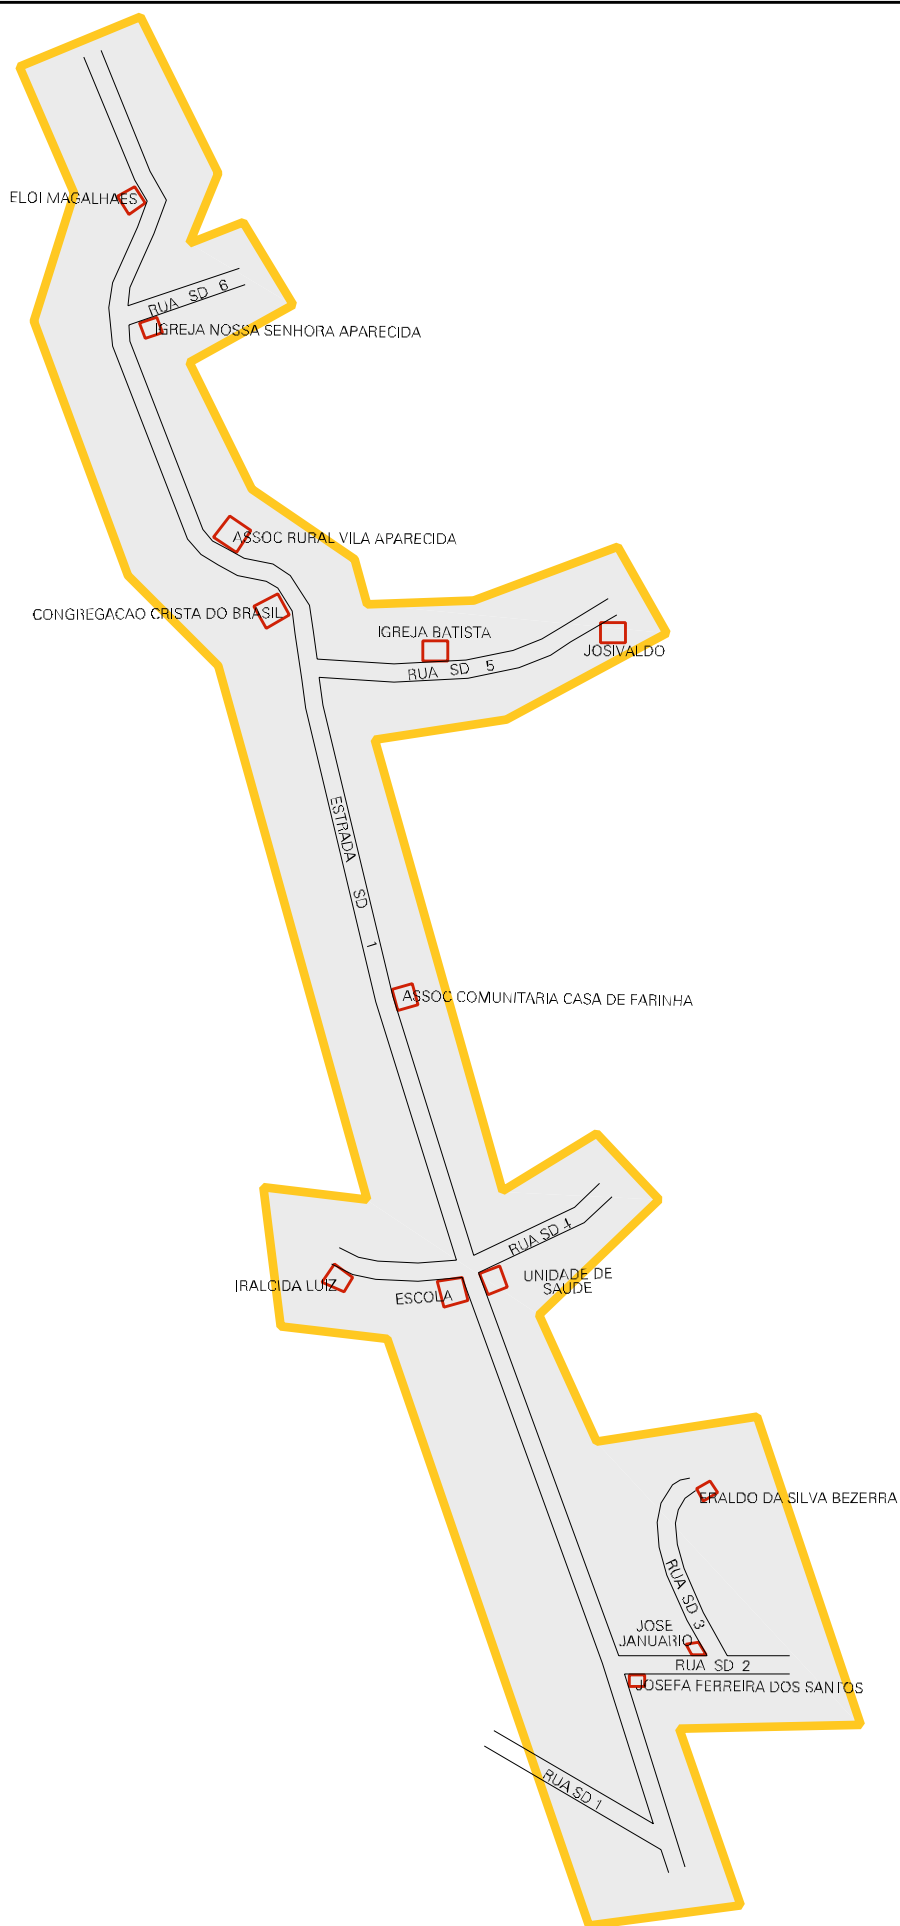 ELOI MAGALHAES
RUA SD 6
IGREJA NOSSA SENHORA APARECIDA
ASSOC RURAL VILA APARECIDA
CONGREGACAO CRISTA DO BRASIL
IGREJA BATISTA
JOSIVALDO
RUA SD 5
ESTRADA SD 1
ASSOC COMUNITARIA CASA DE FARINHA
RUA SD 4
IRALCIDA LUIZ
ESCOLA
UNIDADE DE
SAUDE
ERALDO DA SILVA BEZERRA
RUA SD 3
JOSE
JANUARIO
RUA SD 2
JOSEFA FERREIRA DOS SANTOS
RUA SD 1